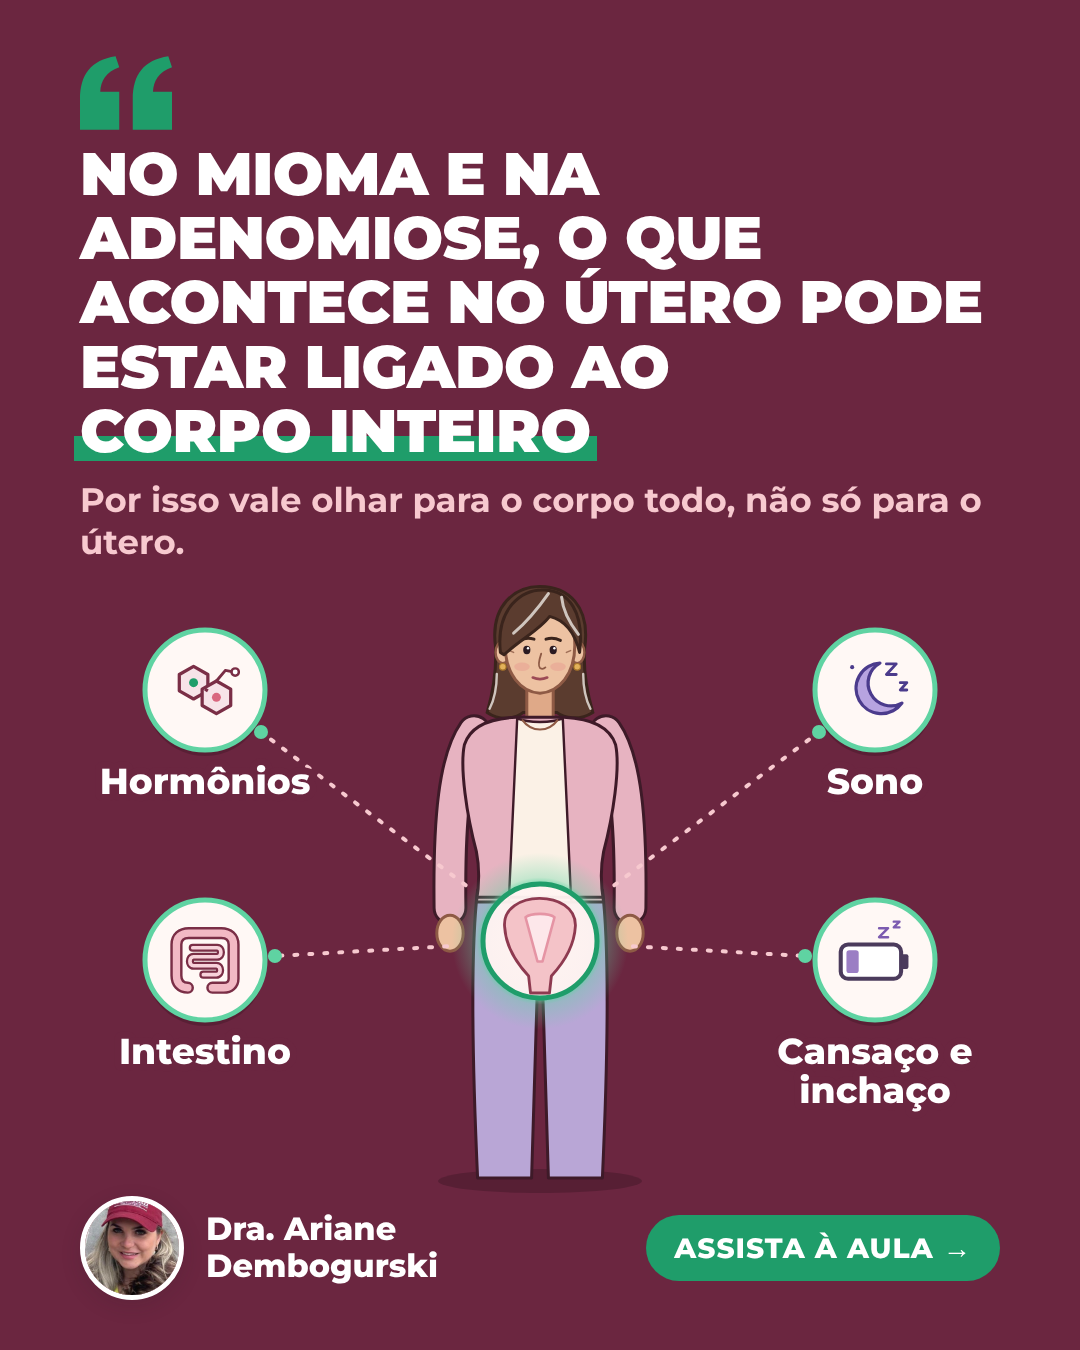 NO MIOMA E NA
ADENOMIOSE, O QUE
ACONTECE NO ÚTERO PODE
ESTAR LIGADO AO
CORPO INTEIRO
Por isso vale olhar para o corpo todo, não só para o
útero.
Hormônios
Z
z
Sono
Intestino
z
z
Cansaço e
inchaço
Dra. Ariane
Dembogurski
ASSISTA À AULA →